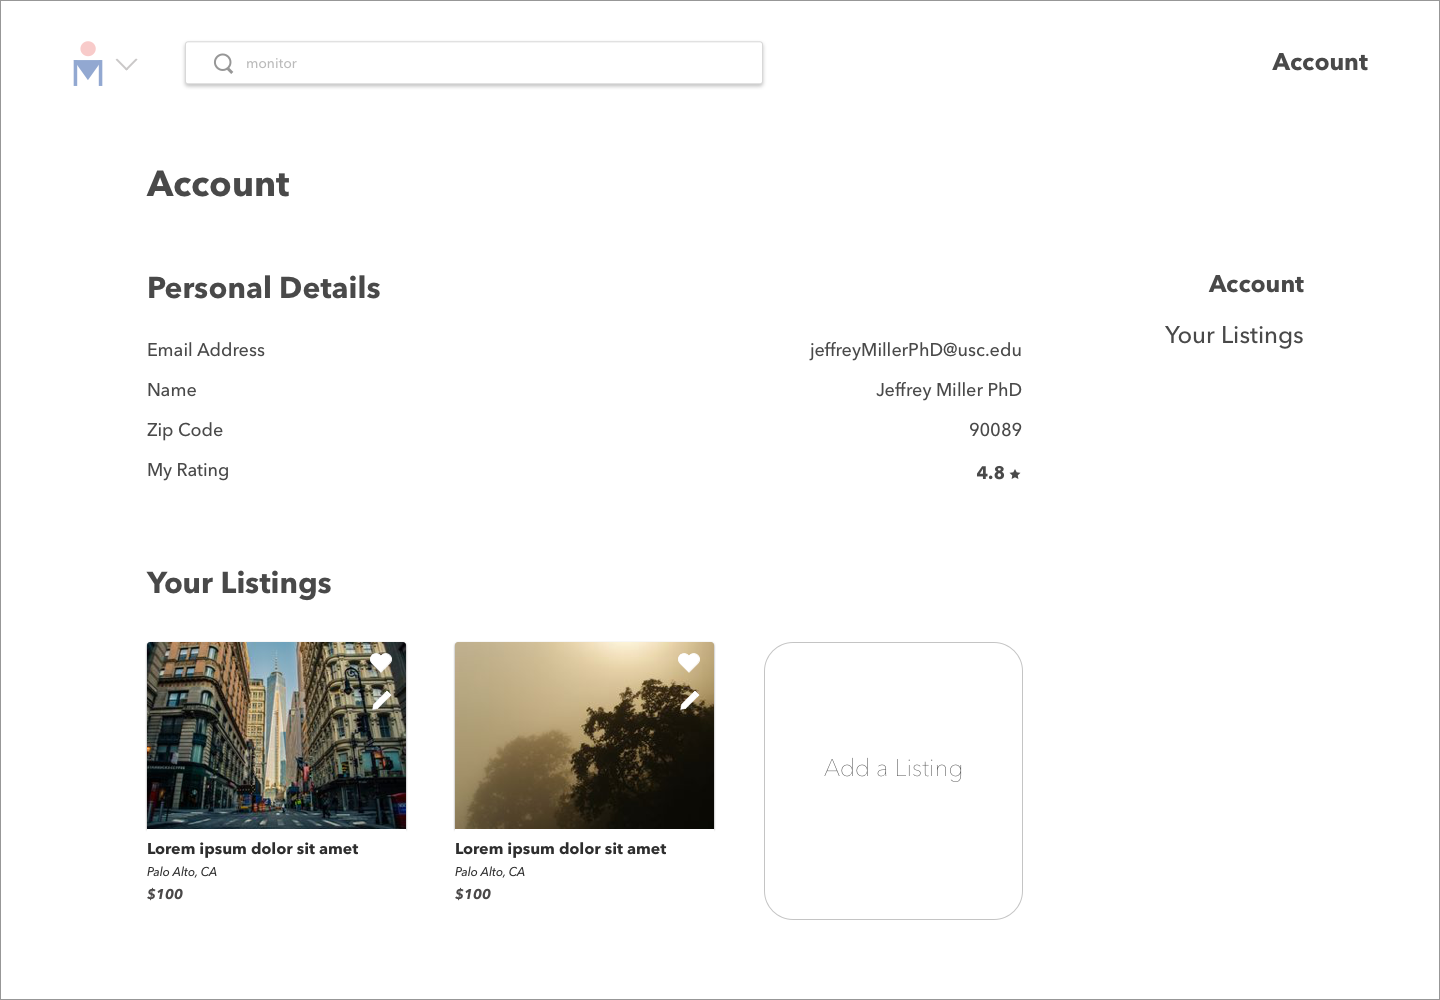 monitor
Account
Account
Personal Details
Account
Your Listings
Email Address
jeffreyMillerPhD@usc.edu
Name
Jeffrey Miller PhD
Zip Code
90089
My Rating
4.8 ★
Your Listings
Add a Listing
Lorem ipsum dolor sit amet
Palo Alto, CA
$100
Lorem ipsum dolor sit amet
Palo Alto, CA
$100